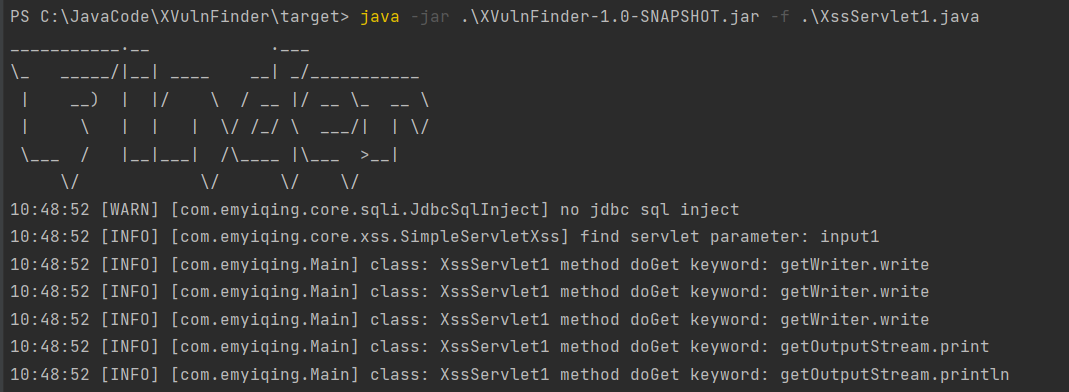 PS C:\JavaCode\XVulnFinder\target> java -jar .\XVulnFinder-1.0-SNAPSHOT.jar -f .\XssServlet1.java
___________.__            .___
\_   _____/|__| ____    __| _/___________
 |    __)  |  |/    \  / __ |/ __ \_  __ \
 |     \   |  |   |  \/ /_/ \  ___/|  | \/
 \___  /   |__|___|  /\____ |\___  >__|
     \/            \/      \/    \/
10:48:52 [WARN] [com.emyiqing.core.sqli.JdbcSqlInject] no jdbc sql inject
10:48:52 [INFO] [com.emyiqing.core.xss.SimpleServletXss] find servlet parameter: input1
10:48:52 [INFO] [com.emyiqing.Main] class: XssServlet1 method doGet keyword: getWriter.write
10:48:52 [INFO] [com.emyiqing.Main] class: XssServlet1 method doGet keyword: getWriter.write
10:48:52 [INFO] [com.emyiqing.Main] class: XssServlet1 method doGet keyword: getWriter.write
10:48:52 [INFO] [com.emyiqing.Main] class: XssServlet1 method doGet keyword: getOutputStream.print
10:48:52 [INFO] [com.emyiqing.Main] class: XssServlet1 method doGet keyword: getOutputStream.println